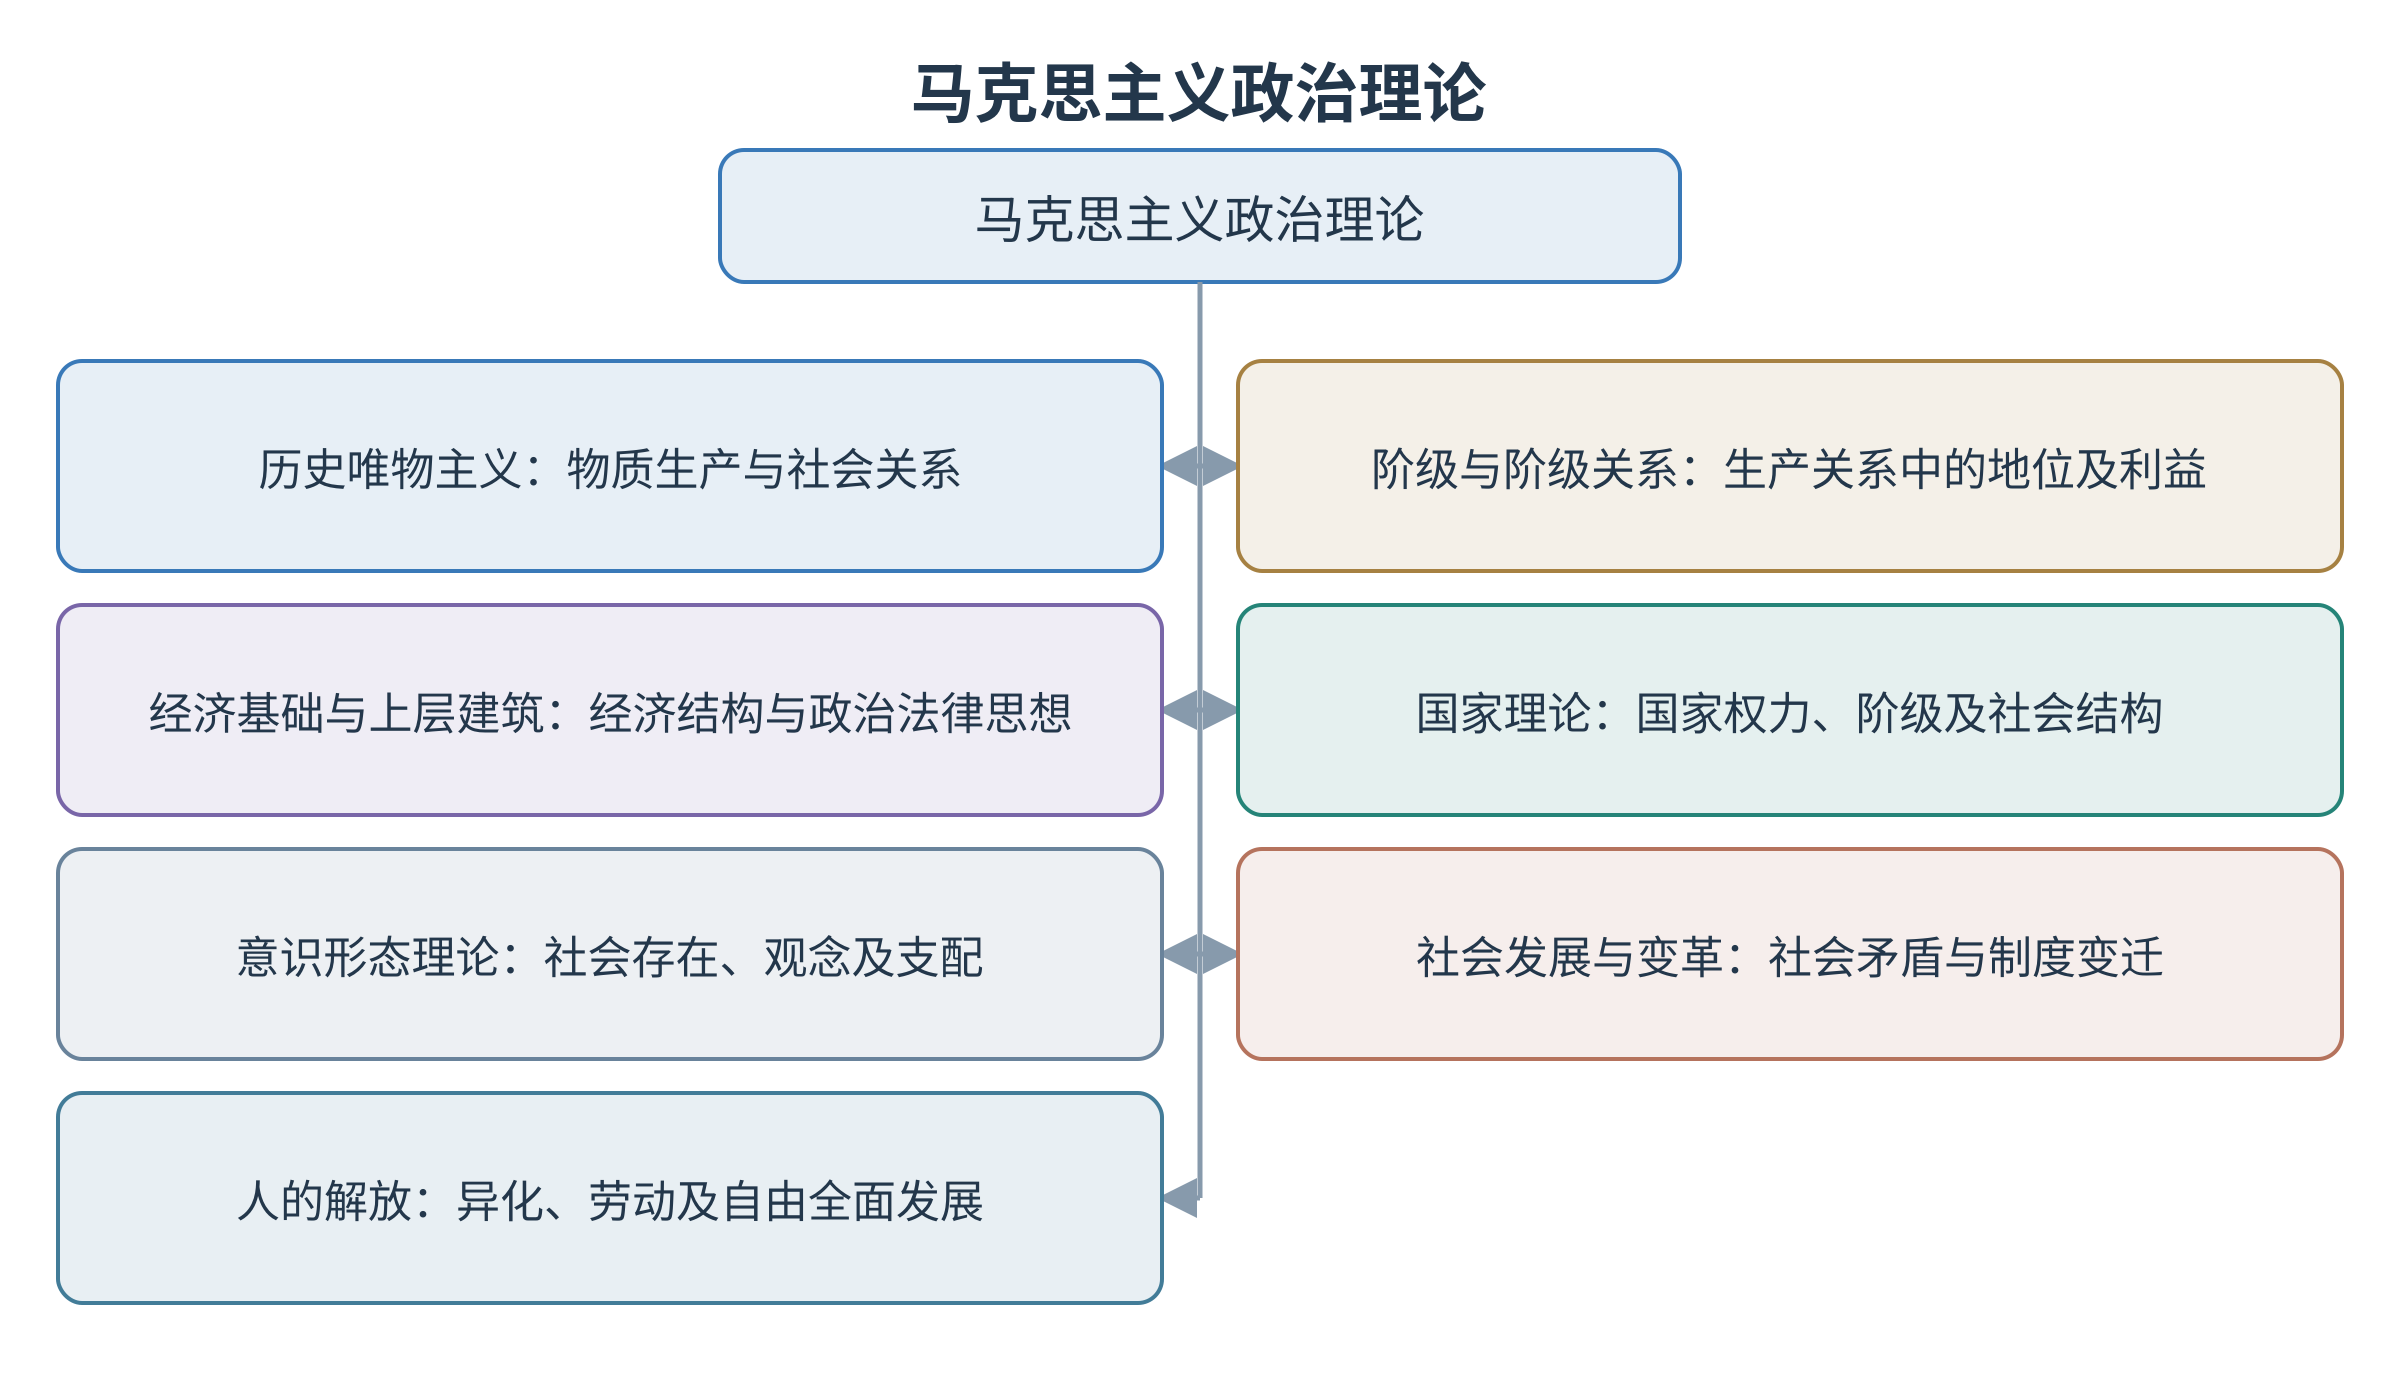 马克思主义政治理论
马克思主义政治理论
历史唯物主义：物质生产与社会关系
阶级与阶级关系：生产关系中的地位及利益
经济基础与上层建筑：经济结构与政治法律思想
国家理论：国家权力、阶级及社会结构
意识形态理论：社会存在、观念及支配
社会发展与变革：社会矛盾与制度变迁
人的解放：异化、劳动及自由全面发展